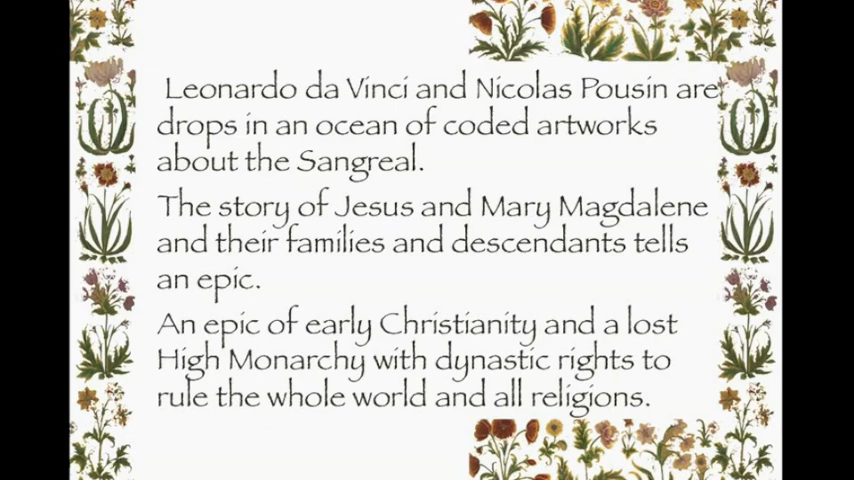 Leonardo da Vinci and Nicolas Pousin are
drops in an ocean of coded artworks
about the Sangreal.
The story of Jesus and Mary Magdalene
and their families and descendants tells
an epic.
An epic of early Christianity and a lost
High Monarchy with dynastic rights to
rule the whole world and all religions.